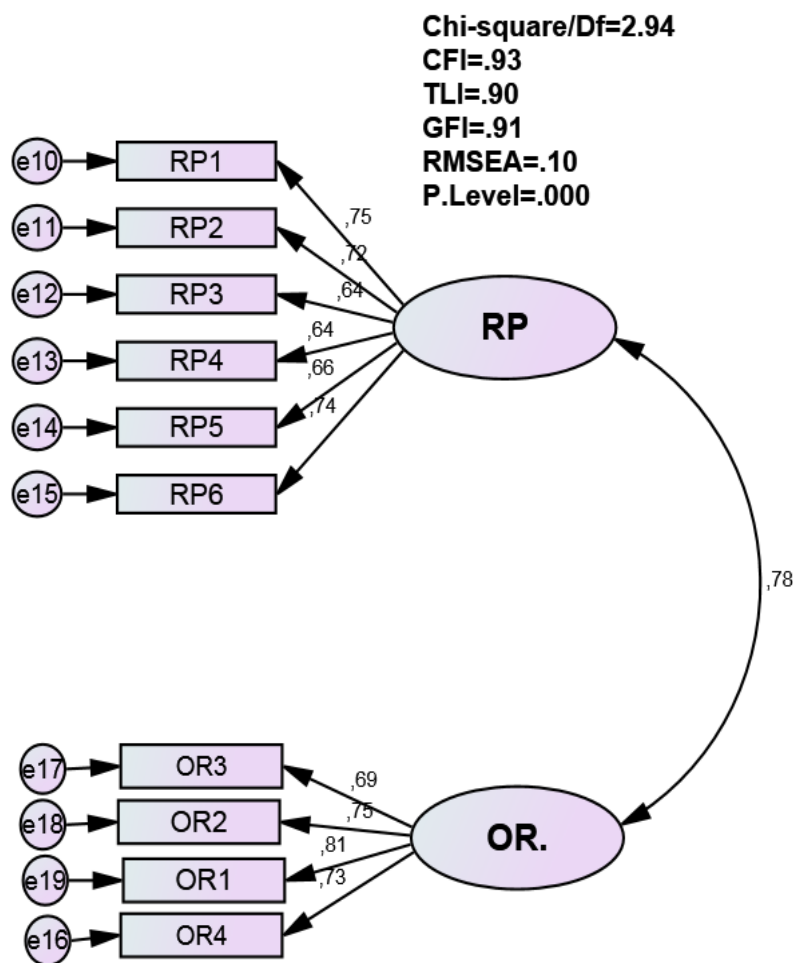 Chi-square/Df=2.94
CFI=.93
TLI=.90
GFI=.91
RMSEA=.10
P.Level=.000
e10 RP1
,75
e11 RP2
,72
e12 RP3
,64
RP
e13 RP4
,64
,66
e14 RP5
,74
e15 RP6
,78
e17 OR3
,69
e18 OR2
,75
OR.
,81
e19 OR1
,73
e16 OR4